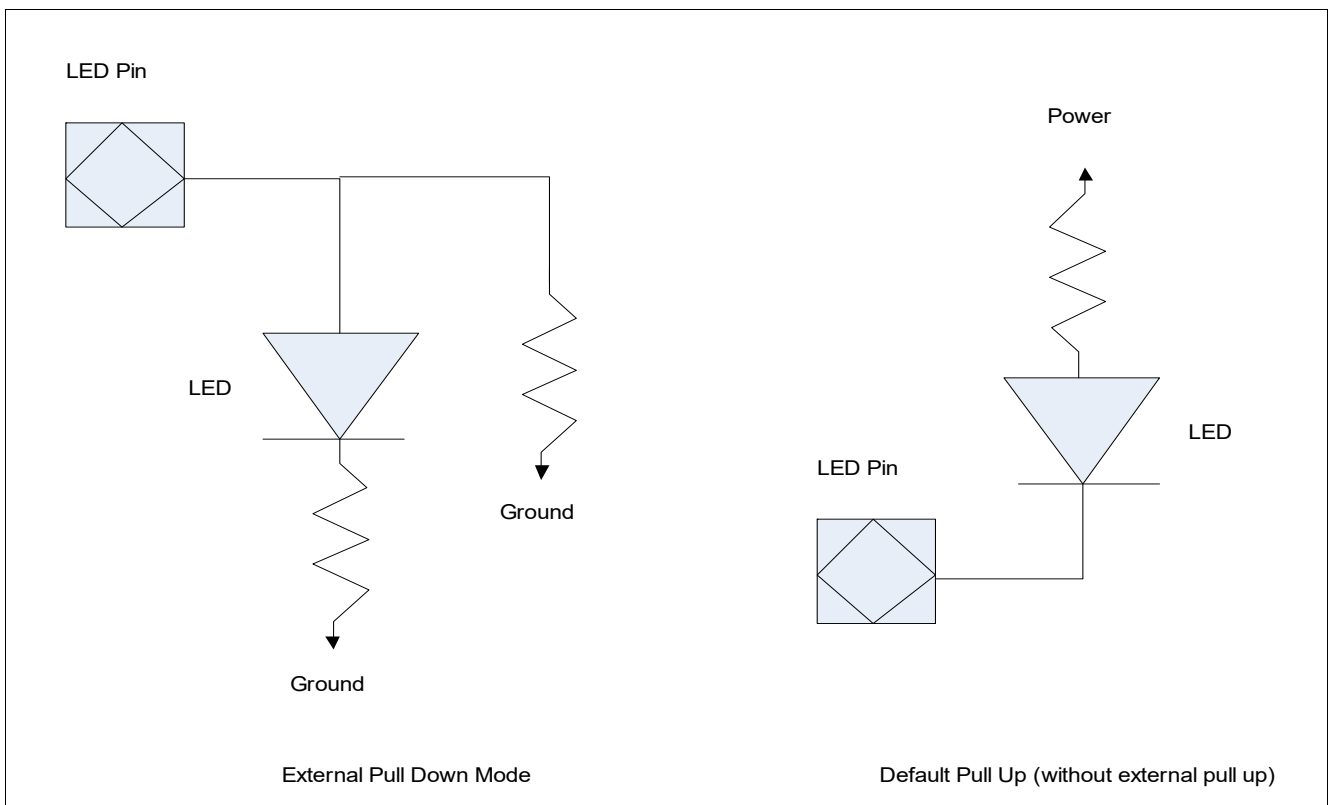 LED Pin
LED
Ground
Ground
External Pull Down Mode
Power
LED
LED Pin
Default Pull Up (without external pull up)